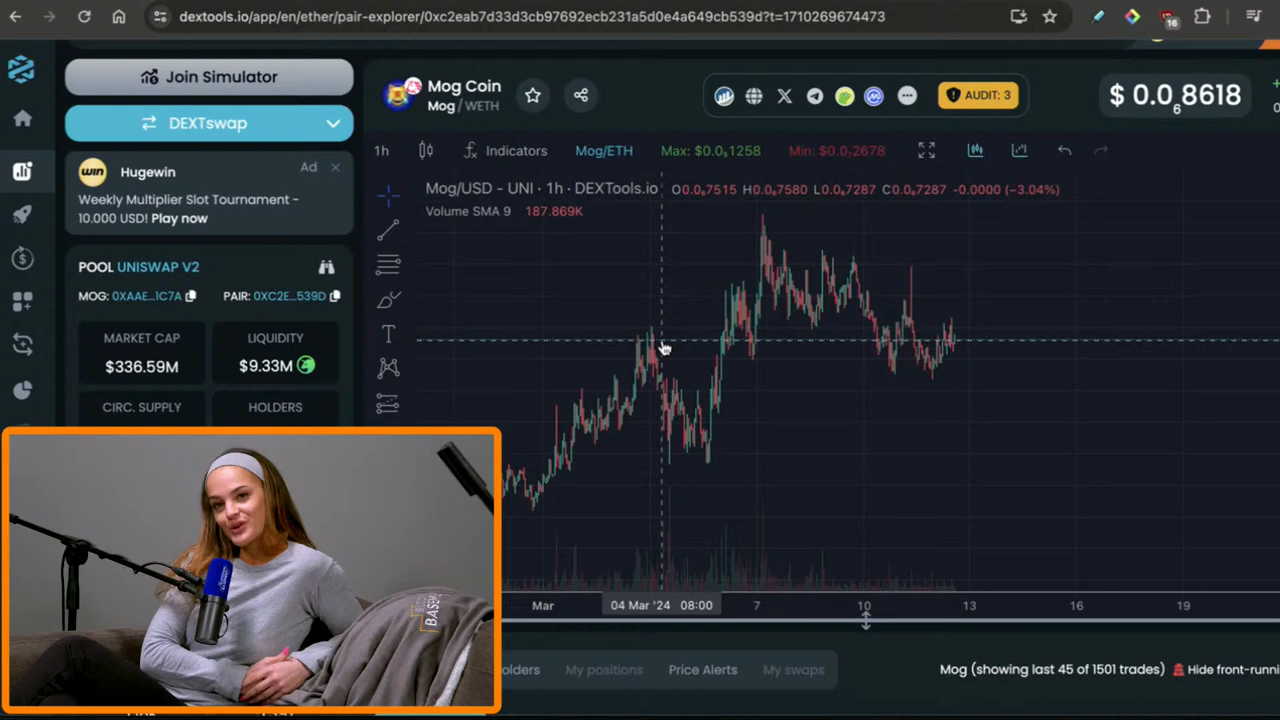 dextools.io/app/en/ether/pair-explorer/0xc2eab7d33d3cb97692ecb231a5d0e4a649cb539d?t=1710269674473
16
Join Simulator
DEXTswap
WIN Hugewin Ad
Weekly Multiplier Slot Tournament -
10.000 USD! Play now
POOL UNISWAP V2
MOG: 0XAAE...1C7A PAIR: 0XC2E...539D
MARKET CAP LIQUIDITY
$336.59M $9.33M
CIRC. SUPPLY HOLDERS
Mog Coin
Mog/WETH
AUDIT: 3
$ 0.0₆8618
1h Indicators Mog/ETH Max: $0.0₅1258 Min: $0.0₇2678
Mog/USD - UNI · 1h · DEXTools.io O0.0₆7515 H0.0₆7580 L0.0₆7287 C0.0₆7287 -0.0000 (-3.04%)
Volume SMA 9 187.869K
Mar 04 Mar '24 08:00 7 10 13 16 19
olders My positions Price Alerts My swaps
Mog (showing last 45 of 1501 trades) Hide front-runni